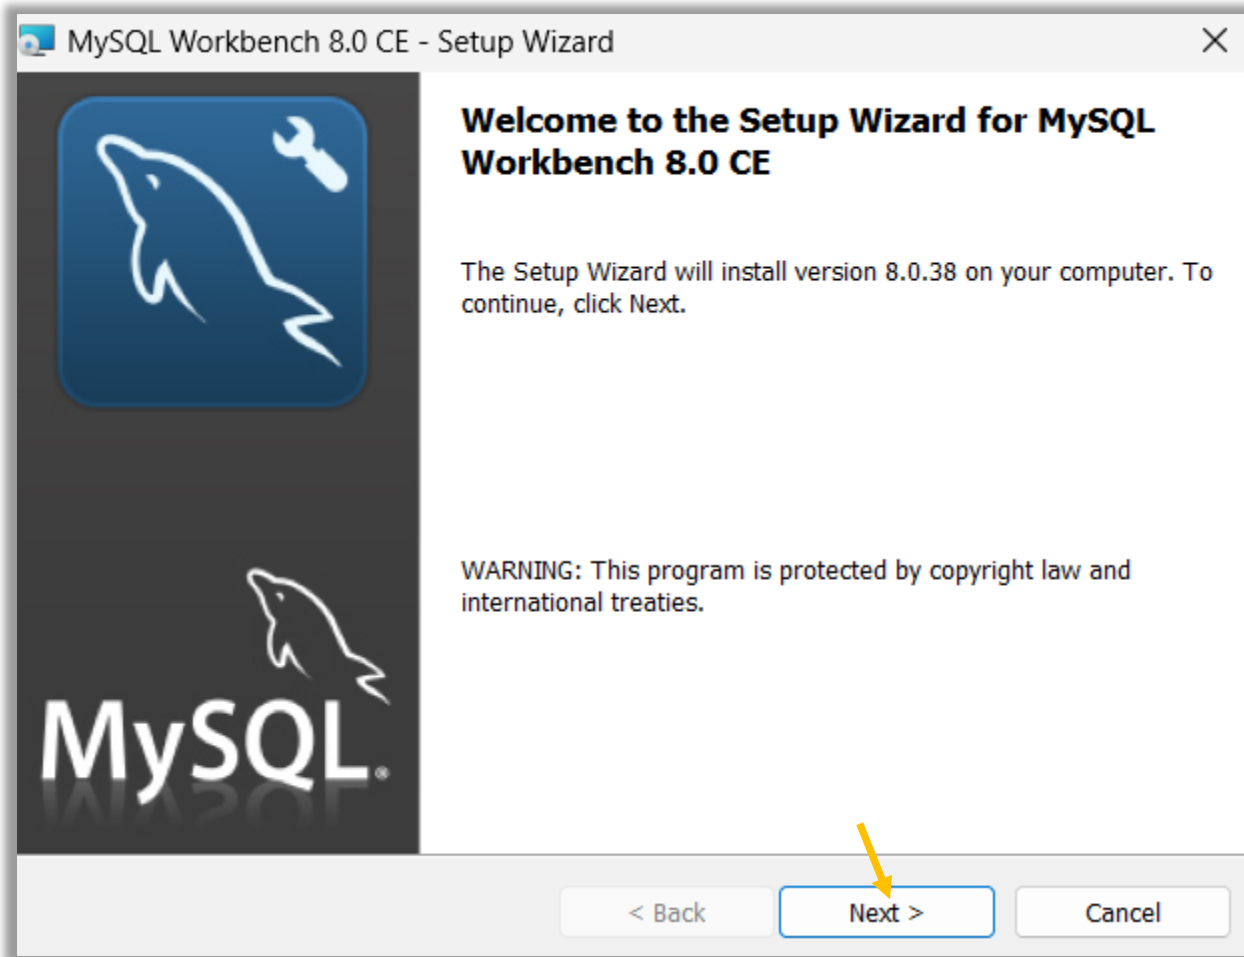 MySQL Workbench 8.0 CE - Setup Wizard
Welcome to the Setup Wizard for MySQL
Workbench 8.0 CE
The Setup Wizard will install version 8.0.38 on your computer. To
continue, click Next.
WARNING: This program is protected by copyright law and
international treaties.
MySQL®
< Back
Next >
Cancel